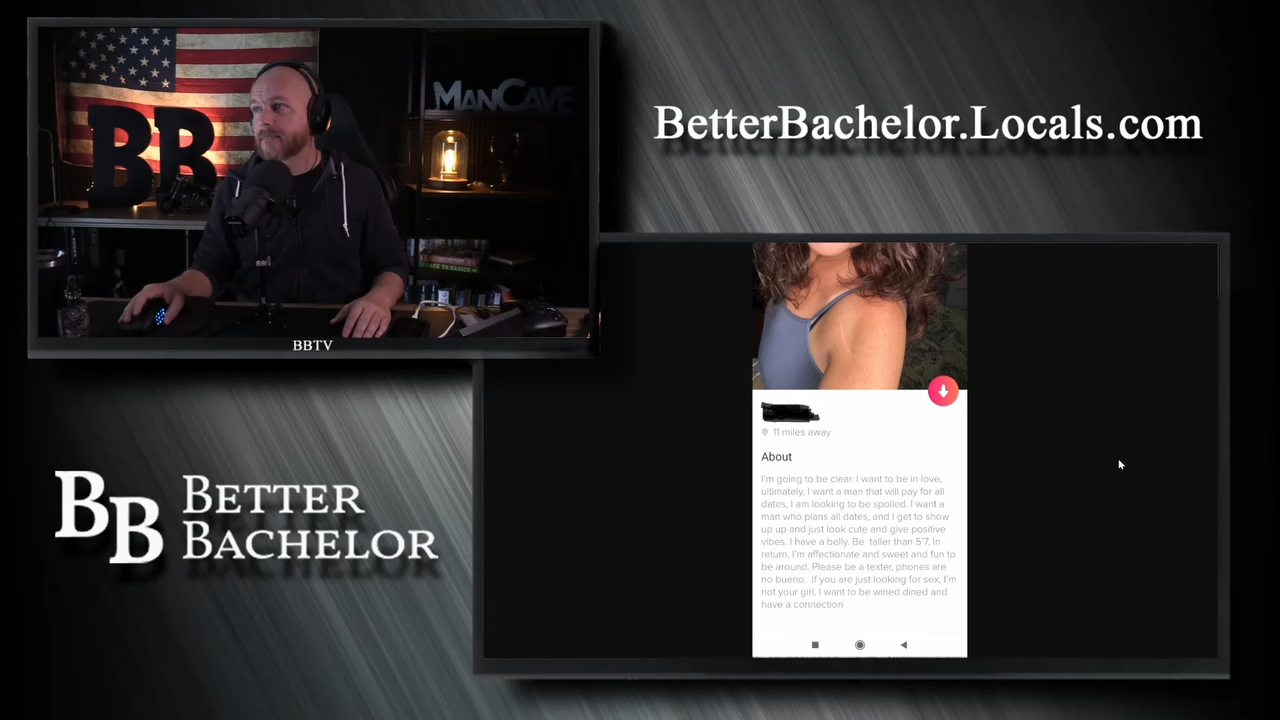 BB
MANCAVE
BACK TO BASICS
BBTV
BetterBachelor.Locals.com
BB
BETTER
BACHELOR
11 miles away
About
I'm going to be clear. I want to be in love,
ultimately, I want a man that will pay for all
dates, I am looking to be spoiled. I want a
man who plans all dates, and I get to show
up up and just look cute and give positive
vibes. I have a belly. Be taller than 5'7. In
return, I'm affectionate and sweet and fun to
be around. Please be a texter, phones are
no bueno. If you are just looking for sex, I'm
not your girl, I want to be wined dined and
have a connection